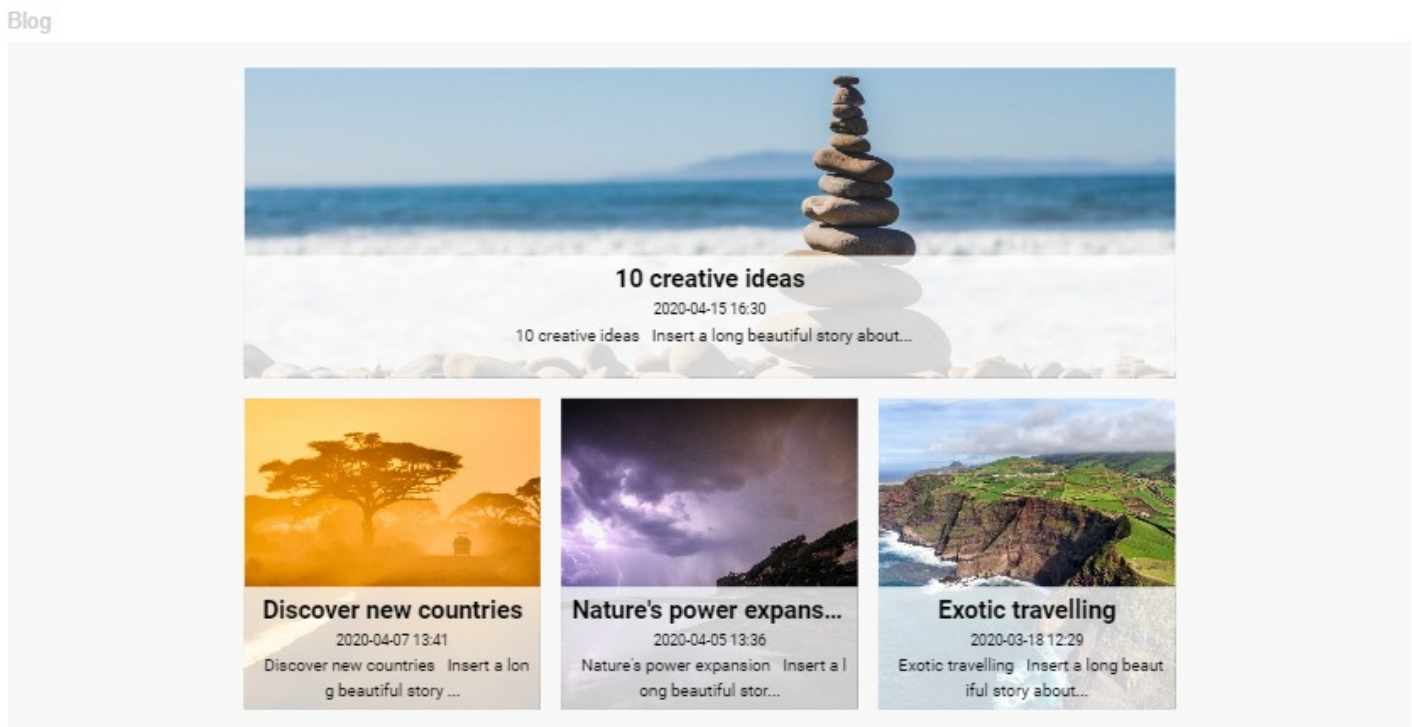 Blog
10 creative ideas
2020-04-15 16:30
10 creative ideas Insert a long beautiful story about...
Discover new countries
2020-04-07 13:41
Discover new countries Insert a lon
g beautiful story ...
Nature's power expans...
2020-04-05 13:36
Nature's power expansion Insert a l
ong beautiful stor...
Exotic travelling
2020-03-18 12:29
Exotic travelling Insert a long beaut
iful story about...